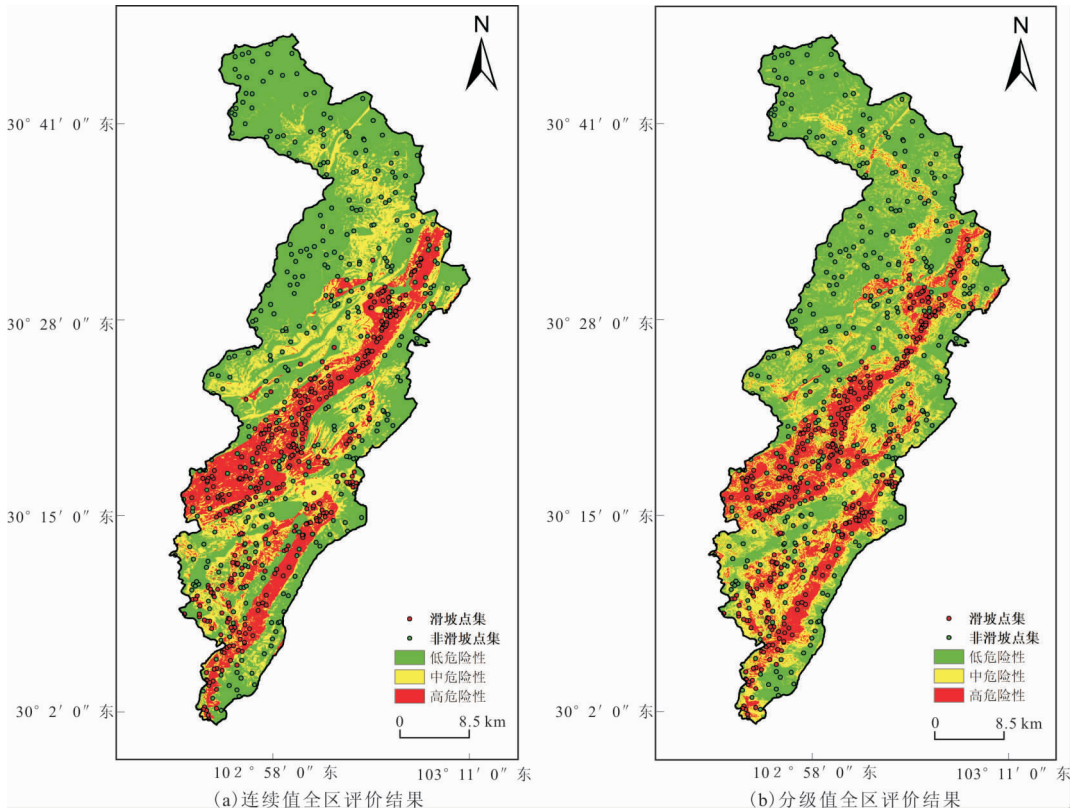 N
30° 41′ 0″ 东
30° 28′ 0″ 东
30° 15′ 0″ 东
30° 2′ 0″ 东
滑坡点集
非滑坡点集
低危险性
中危险性
高危险性
0 8.5 km
102° 58′ 0″ 东 103° 11′ 0″ 东
(a)连续值全区评价结果
N
30° 41′ 0″ 东
30° 28′ 0″ 东
30° 15′ 0″ 东
30° 2′ 0″ 东
滑坡点集
非滑坡点集
低危险性
中危险性
高危险性
0 8.5 km
102° 58′ 0″ 东 103° 11′ 0″ 东
(b)分级值全区评价结果